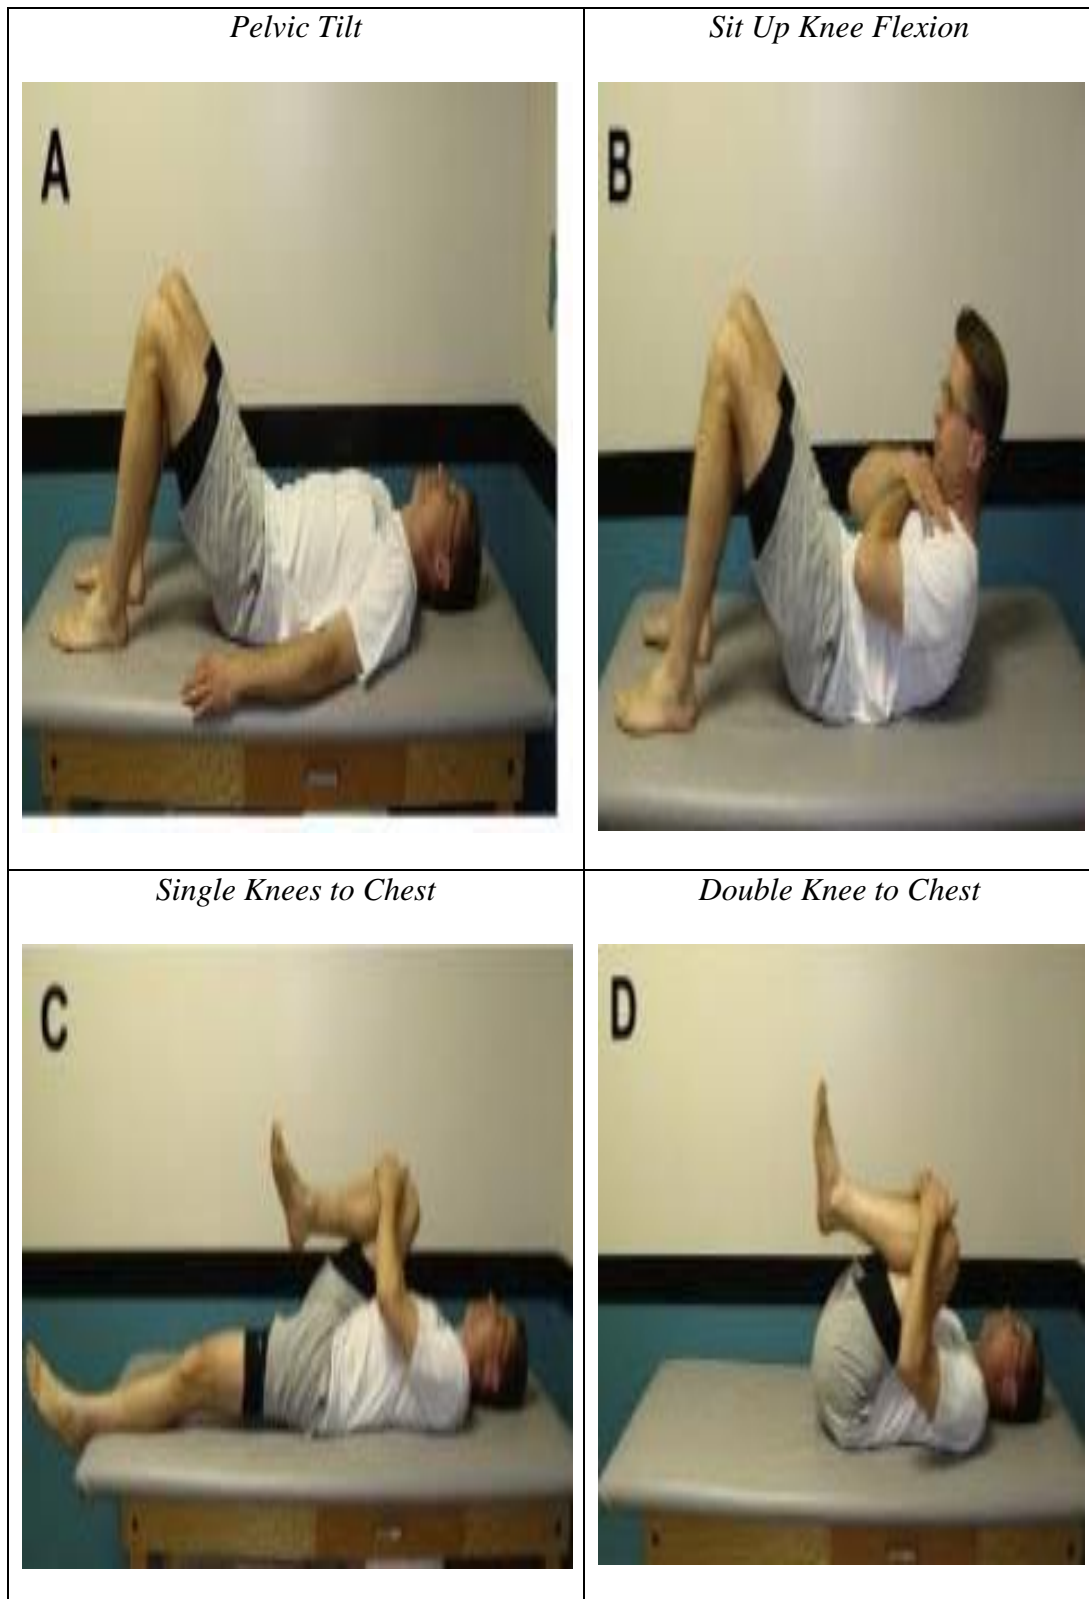 Pelvic Tilt
Sit Up Knee Flexion
A
B
Single Knees to Chest
Double Knee to Chest
C
D